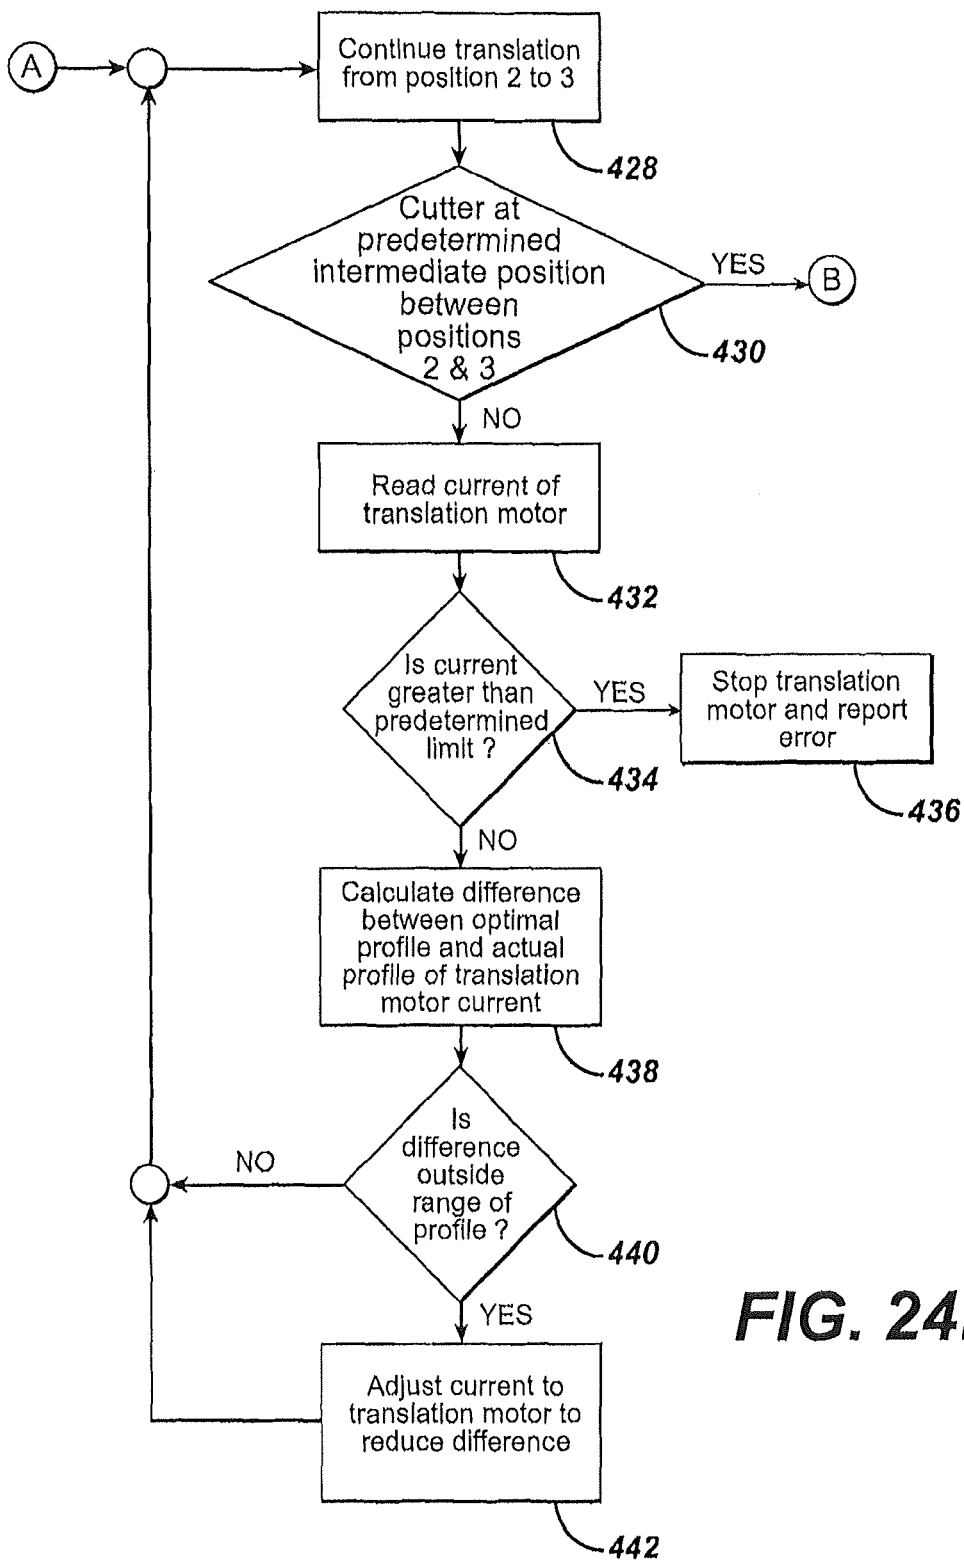 A
Continue translation
from position 2 to 3
428
Cutter at
predetermined
intermediate position
between
positions
2 & 3
YES
B
430
NO
Read current of
translation motor
432
Is current
greater than
predetermined
limit ?
YES
Stop translation
motor and report
error
434
436
NO
Calculate difference
between optimal
profile and actual
profile of translation
motor current
438
Is
difference
outside
range of
profile ?
NO
440
YES
FIG. 24
Adjust current to
translation motor to
reduce difference
442